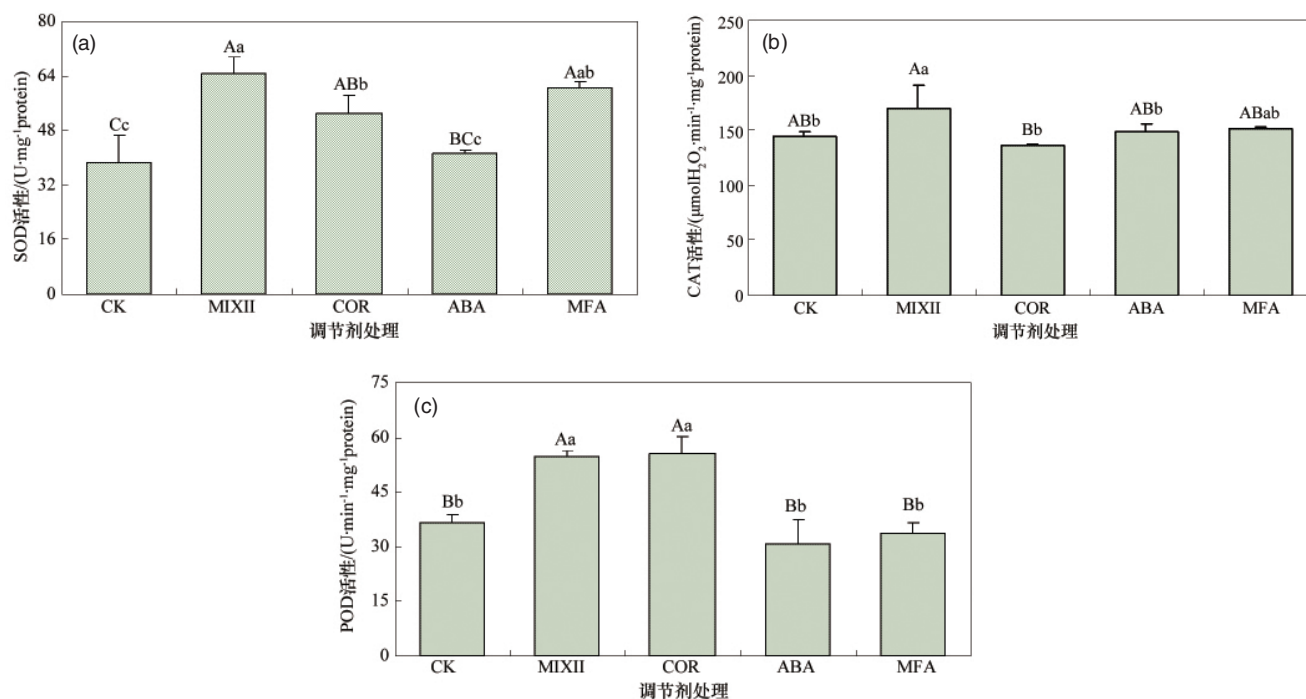 (a)
SOD活性/(U·mg⁻¹protein)
80
64
48
32
16
0
Cc
Aa
ABb
BCc
Aab
CK MIXII COR ABA MFA
调节剂处理
(b)
CAT活性/(μmolH₂O₂·min⁻¹·mg⁻¹protein)
250
200
150
100
50
0
ABb
Aa
Bb
ABb
ABab
CK MIXII COR ABA MFA
调节剂处理
(c)
POD活性/(U·min⁻¹·mg⁻¹protein)
75
60
45
30
15
0
Bb
Aa
Aa
Bb
Bb
CK MIXII COR ABA MFA
调节剂处理